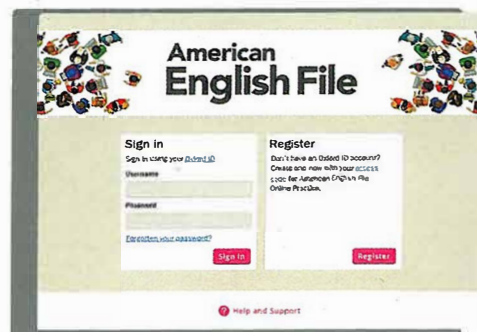 American
English File
Sign in
Sign in using your Oxford ID
Username
Password
Forgotten your password?
Sign in
Register
Don't have an Oxford ID account?
Create one now with your access
code for American English File
Online Practice.
Register
Help and Support